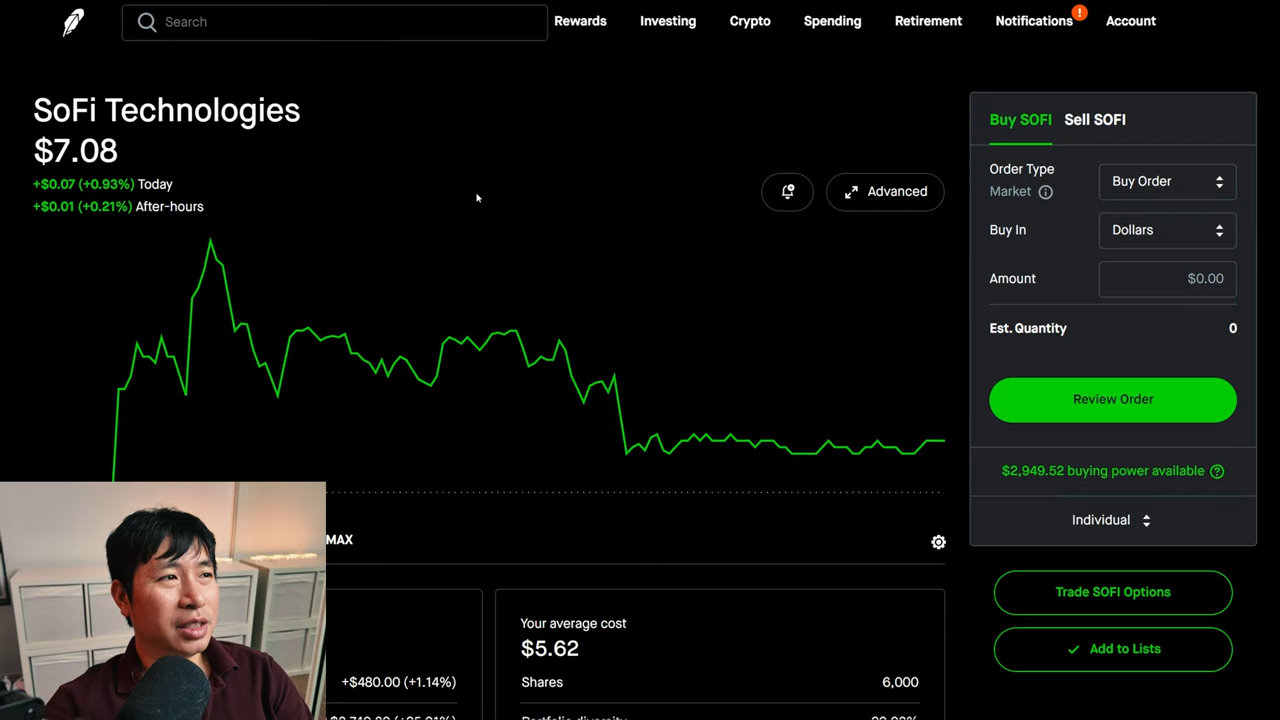 Search
Rewards
Investing
Crypto
Spending
Retirement
Notifications
!
Account
SoFi Technologies
$7.08
+$0.07 (+0.93%) Today
+$0.01 (+0.21%) After-hours
Advanced
Buy SOFI
Sell SOFI
Order Type
Market
Buy Order
Buy In
Dollars
Amount
$0.00
Est. Quantity
0
Review Order
$2,949.52 buying power available
Individual
Trade SOFI Options
Add to Lists
MAX
+$480.00 (+1.14%)
Your average cost
$5.62
Shares
6,000
Portfolio diversity